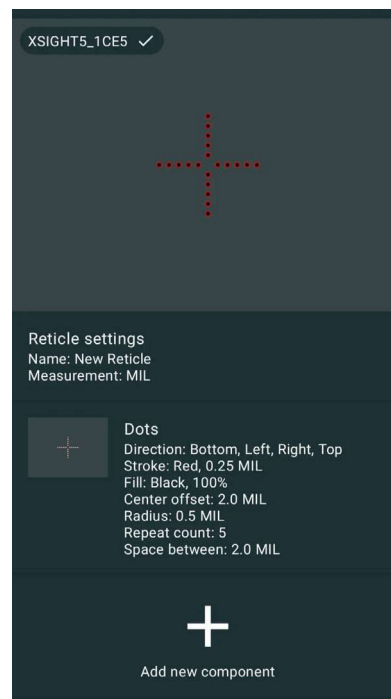 XSIGHT5_1CE5
Reticle settings
Name: New Reticle
Measurement: MIL
Dots
Direction: Bottom, Left, Right, Top
Stroke: Red, 0.25 MIL
Fill: Black, 100%
Center offset: 2.0 MIL
Radius: 0.5 MIL
Repeat count: 5
Space between: 2.0 MIL
Add new component